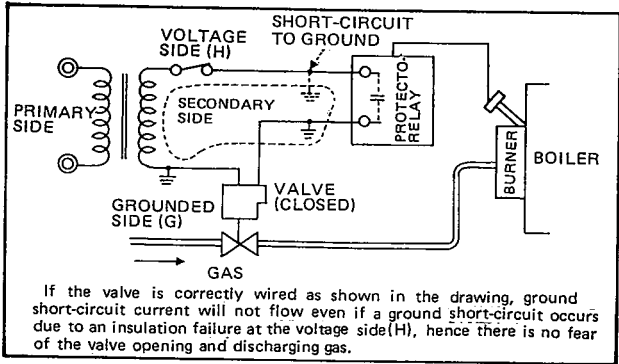 SHORT-CIRCUIT
TO GROUND
VOLTAGE
SIDE (H)
PRIMARY
SIDE
SECONDARY
SIDE
PROTECTO-
RELAY
BURNER
BOILER
GROUNDED
SIDE (G)
VALVE
(CLOSED)
GAS
If the valve is correctly wired as shown in the drawing, ground
short-circuit current will not flow even if a ground short-circuit occurs
due to an insulation failure at the voltage side(H), hence there is no fear
of the valve opening and discharging gas.